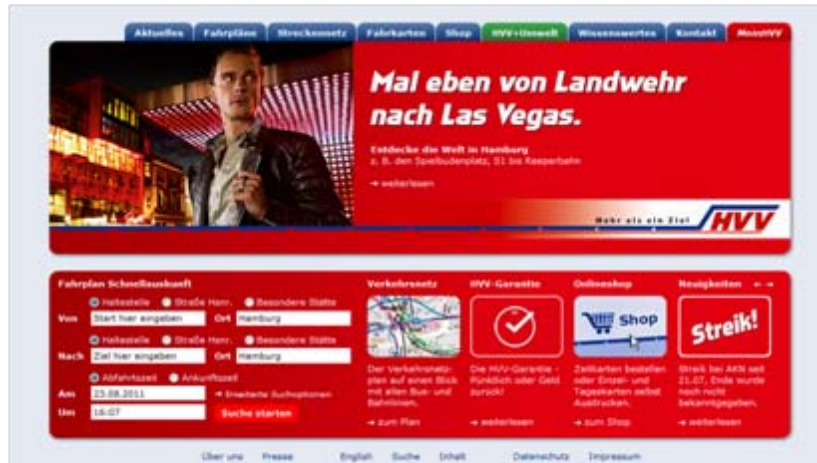 Aktuelles Fahrpläne Streckennetz Fahrkarten Shop HVV+Umwelt Wissenswertes Kontakt MeinHVV
Mal eben von Landwehr
nach Las Vegas.
Entdecke die Welt in Hamburg
z. B. den Spielbudenplatz, S1 bis Reeperbahn
→ weiterlesen
Mehr als ein Ziel HVV
Fahrplan Schnellauskunft
Haltestelle Straße Hsnr. Besondere Stätte
Von Start hier eingeben Ort Hamburg
Haltestelle Straße Hsnr. Besondere Stätte
Nach Ziel hier eingeben Ort Hamburg
Abfahrtszeit Ankunftszeit
Am 23.08.2011 → Erweiterte Suchoptionen
Um 16:07 Suche starten
Verkehrsnetz
Der Verkehrsnetz-
plan auf einen Blick
mit allen Bus- und
Bahnlinien.
→ zum Plan
HVV-Garantie
Die HVV-Garantie -
Pünktlich oder Geld
zurück!
→ weiterlesen
Onlineshop
Shop
Zeitkarten bestellen
oder Einzel- und
Tageskarten selbst
Ausdrucken.
→ zum Shop
Neuigkeiten ← →
Streik!
Streik bei AKN seit
21.07, Ende wurde
noch nicht
bekanntgegeben.
→ weiterlesen
Über uns Presse English Suche Inhalt Datenschutz Impressum